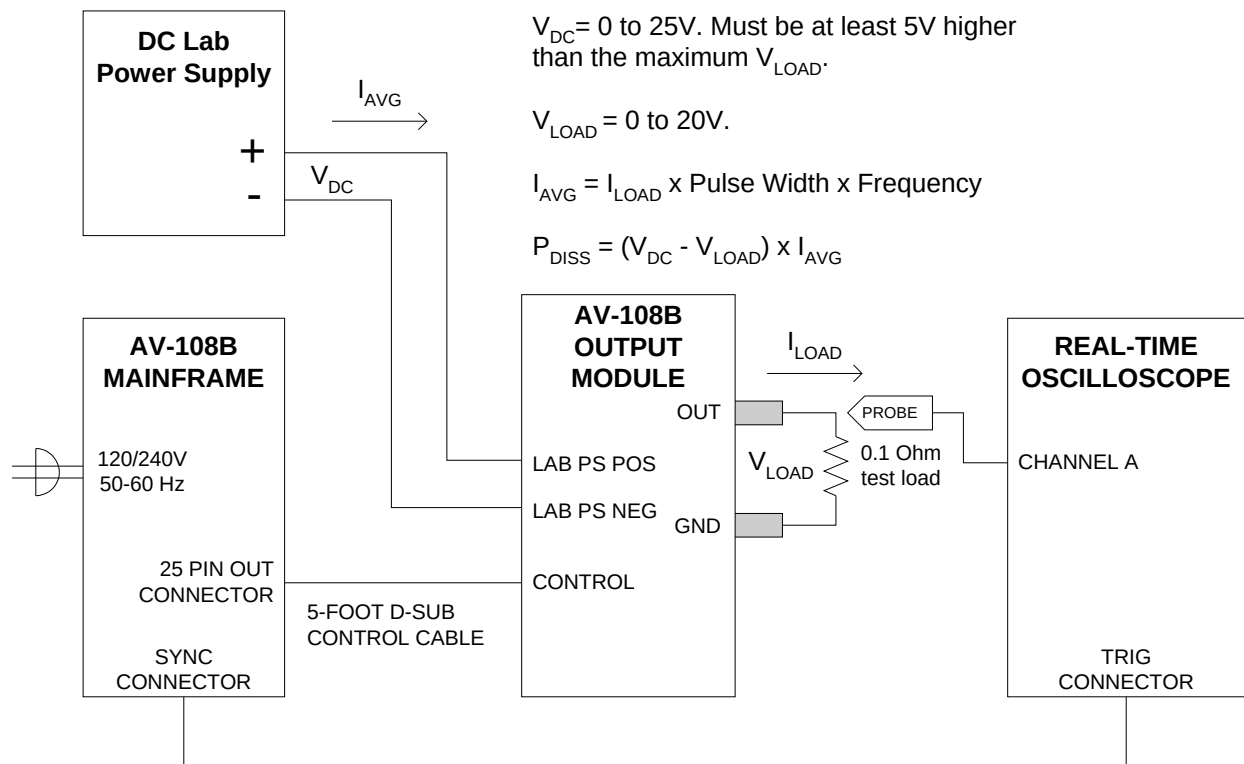 DC Lab
Power Supply
+
-
I_AVG
V_DC
V_DC= 0 to 25V. Must be at least 5V higher
than the maximum V_LOAD.
V_LOAD = 0 to 20V.
I_AVG = I_LOAD x Pulse Width x Frequency
P_DISS = (V_DC - V_LOAD) x I_AVG
AV-108B
MAINFRAME
120/240V
50-60 Hz
25 PIN OUT
CONNECTOR
SYNC
CONNECTOR
5-FOOT D-SUB
CONTROL CABLE
AV-108B
OUTPUT
MODULE
OUT
LAB PS POS
LAB PS NEG
GND
CONTROL
I_LOAD
V_LOAD
PROBE
0.1 Ohm
test load
REAL-TIME
OSCILLOSCOPE
CHANNEL A
TRIG
CONNECTOR